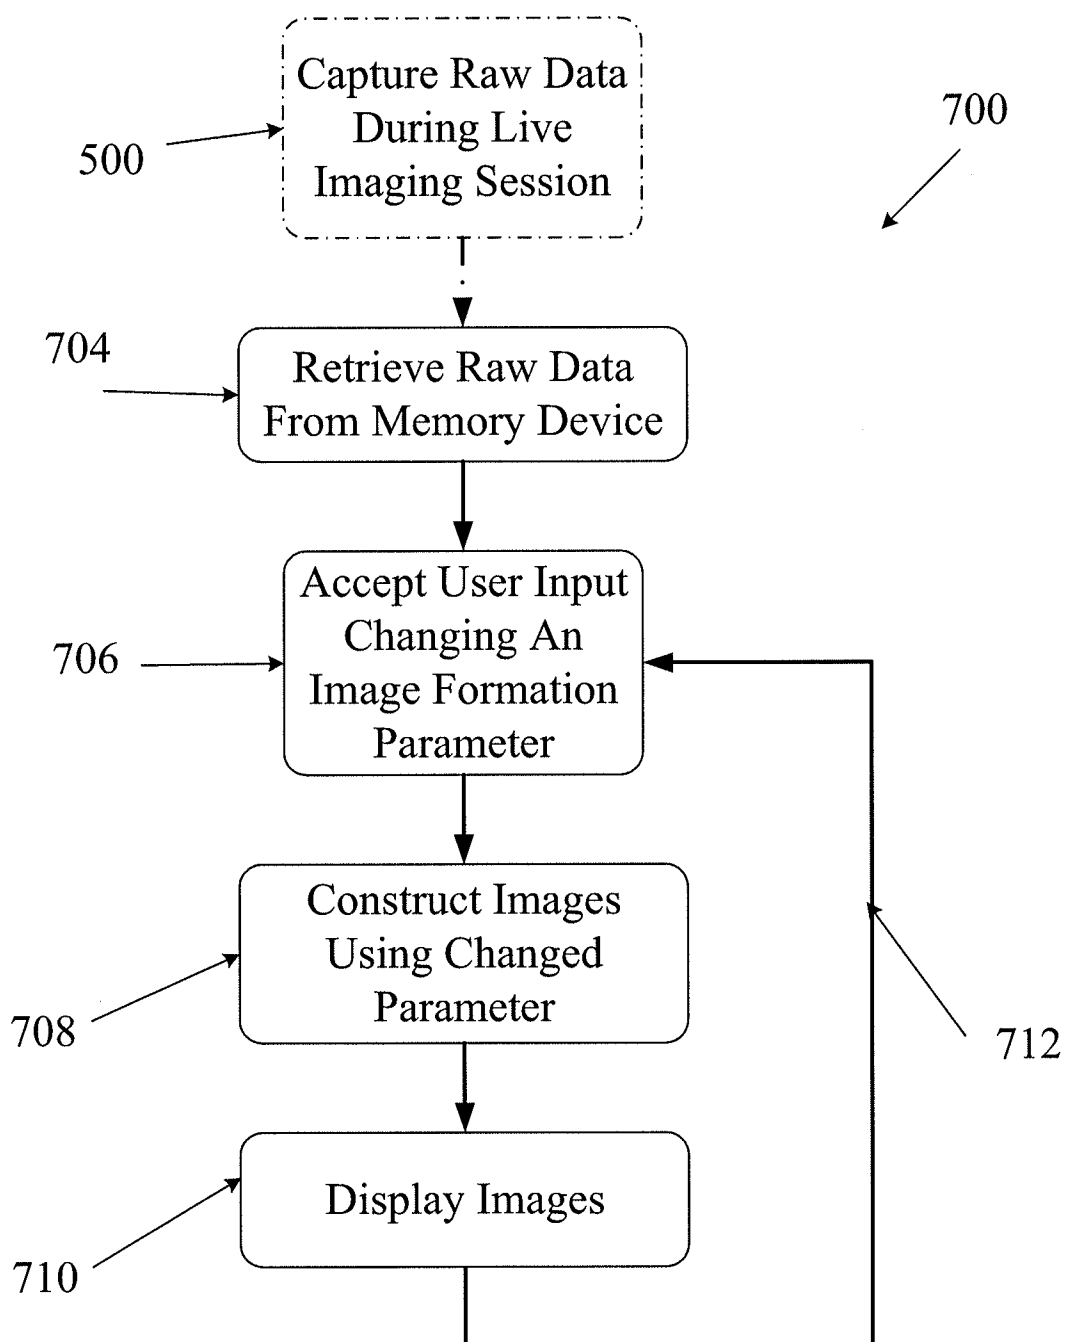 Capture Raw Data
During Live
Imaging Session
500
700
704
Retrieve Raw Data
From Memory Device
706
Accept User Input
Changing An
Image Formation
Parameter
Construct Images
Using Changed
Parameter
708
712
Display Images
710